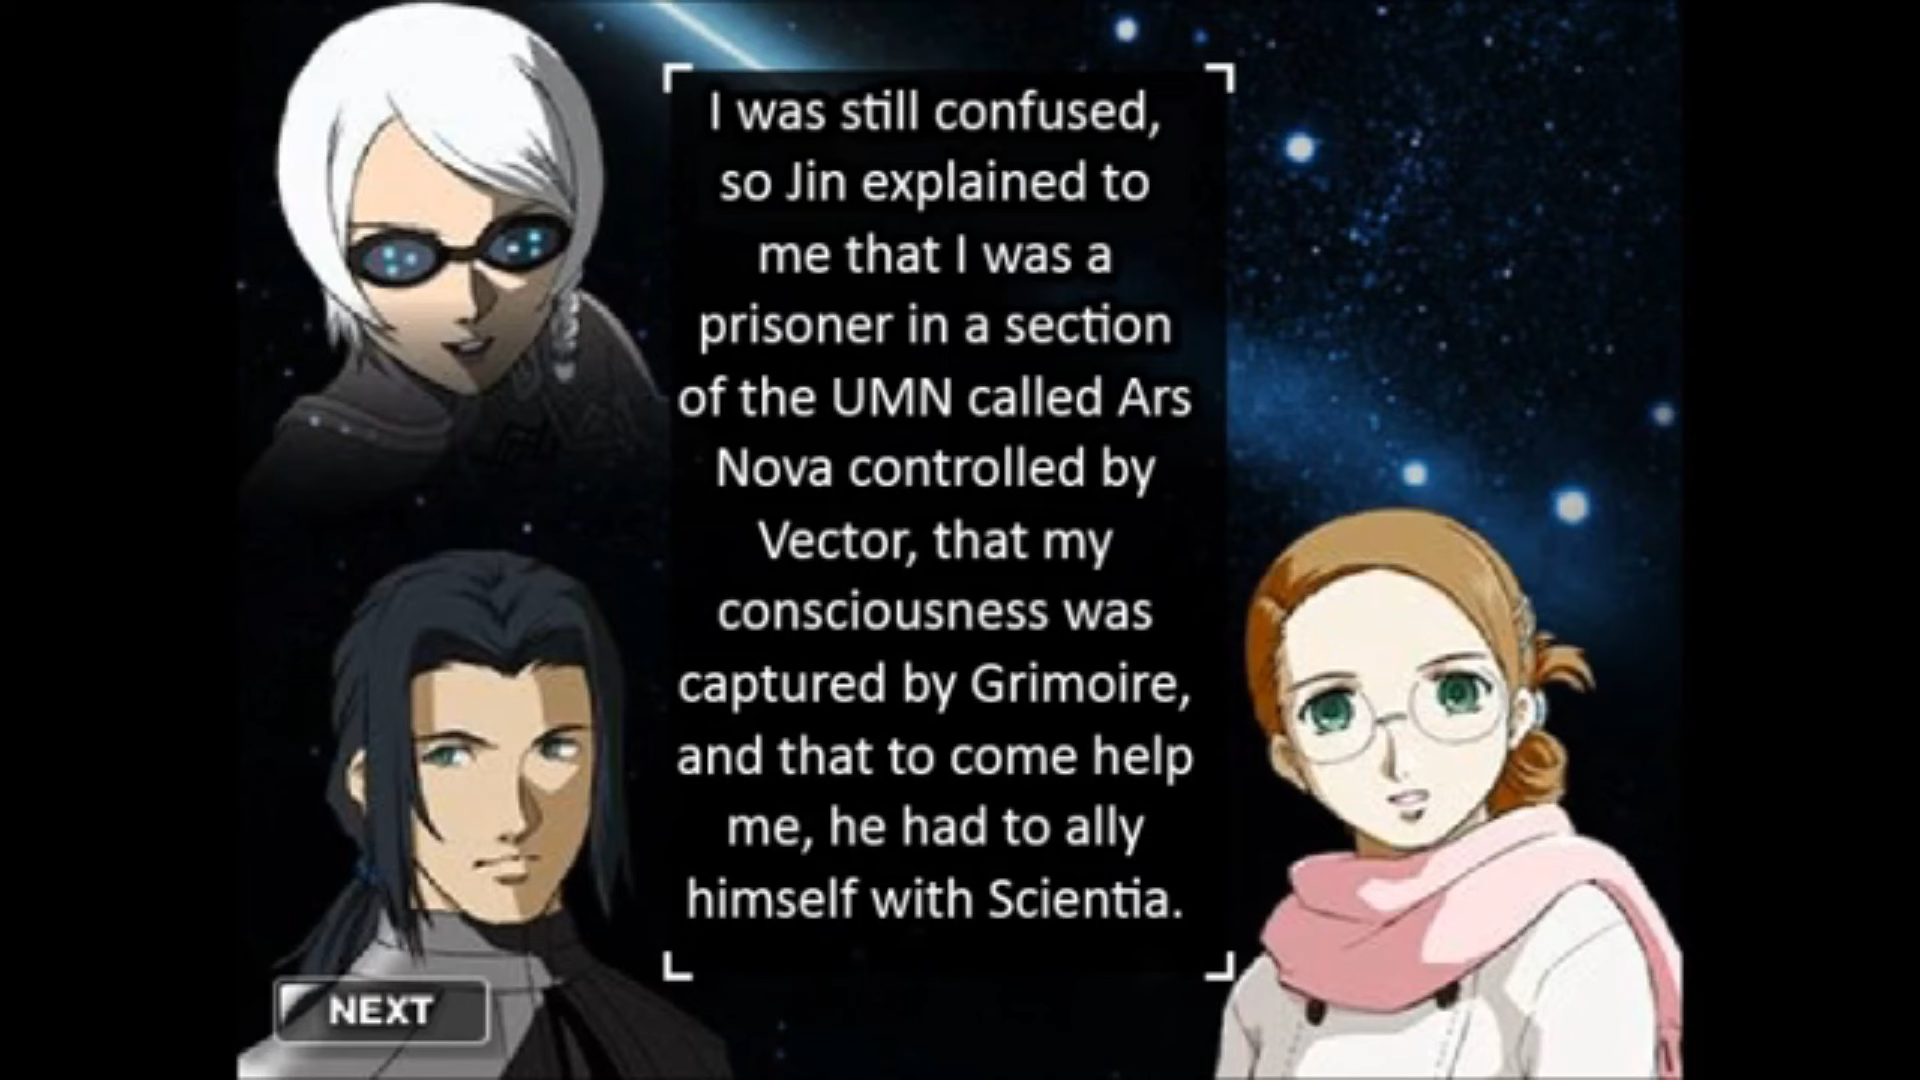 I was still confused,
so Jin explained to
me that I was a
prisoner in a section
of the UMN called Ars
Nova controlled by
Vector, that my
consciousness was
captured by Grimoire,
and that to come help
me, he had to ally
himself with Scientia.
NEXT